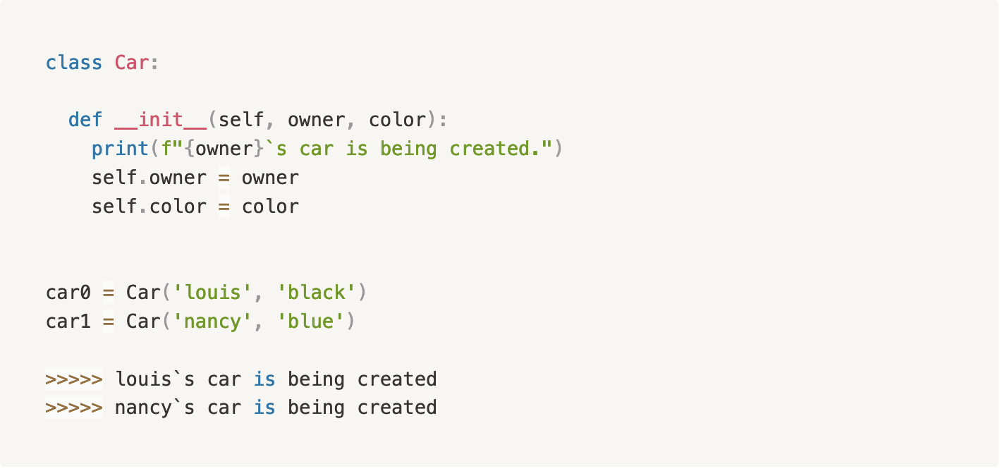 class Car:
  def __init__(self, owner, color):
    print(f"{owner}`s car is being created.")
    self.owner = owner
    self.color = color
car0 = Car('louis', 'black')
car1 = Car('nancy', 'blue')
>>>>> louis`s car is being created
>>>>> nancy`s car is being created